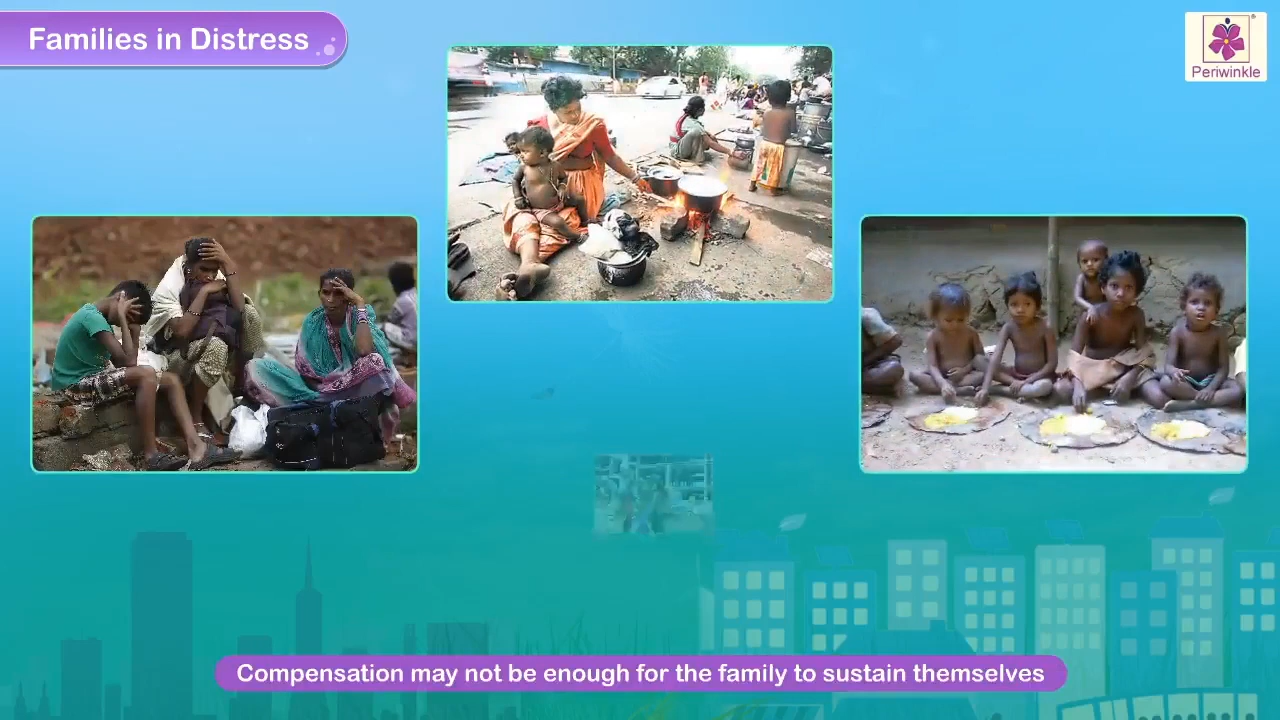 Families in Distress
Periwinkle
Compensation may not be enough for the family to sustain themselves